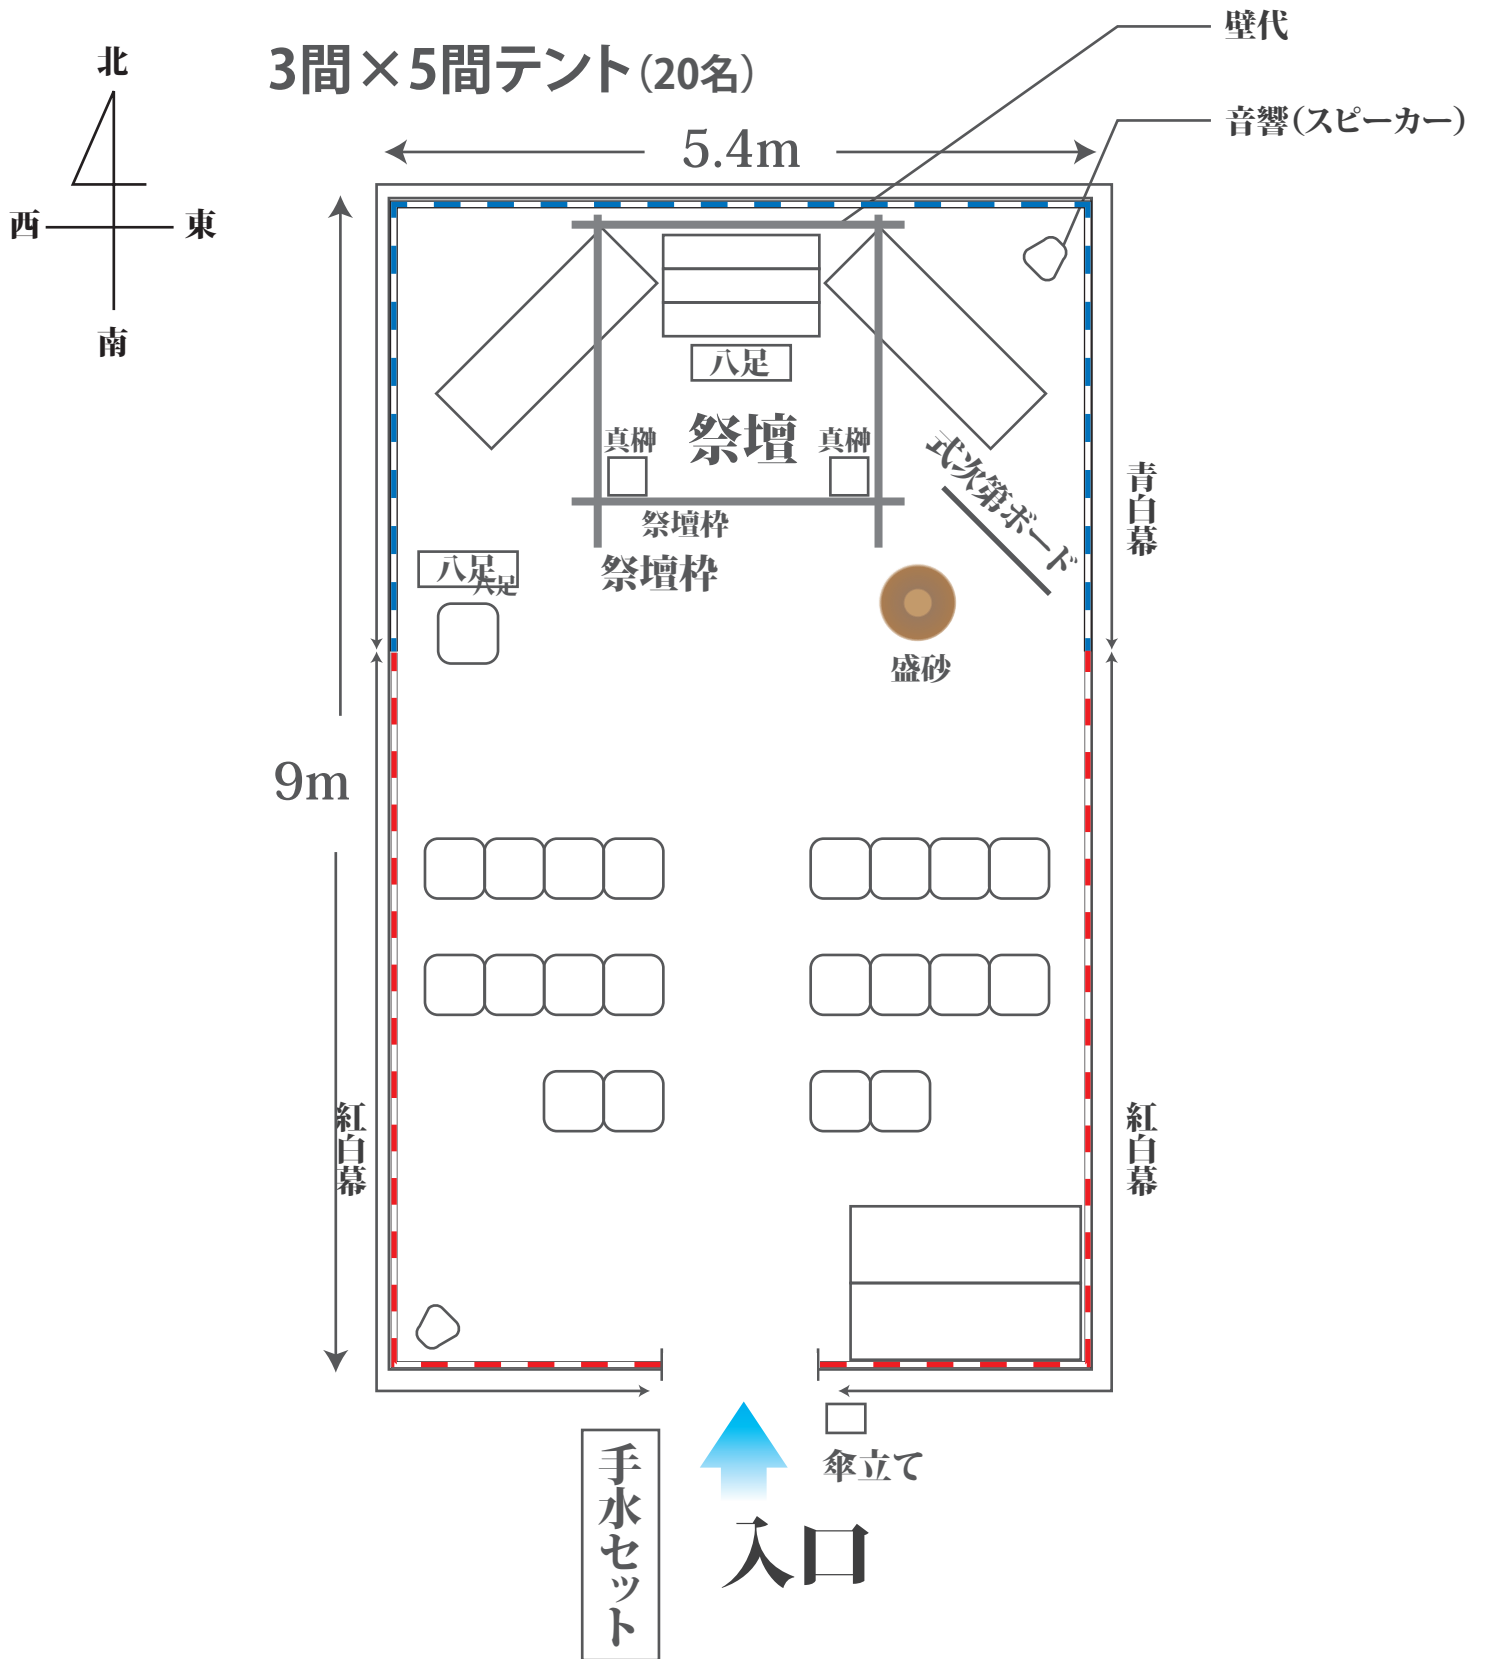 3間×5間テント（20名）
北
西
東
南
壁代
音響（スピーカー）
5.4m
9m
八足
祭壇
真榊
真榊
祭壇枠
祭壇枠
式次第ボード
青白幕
八足
八足
盛砂
紅白幕
紅白幕
傘立て
手水セット
入口